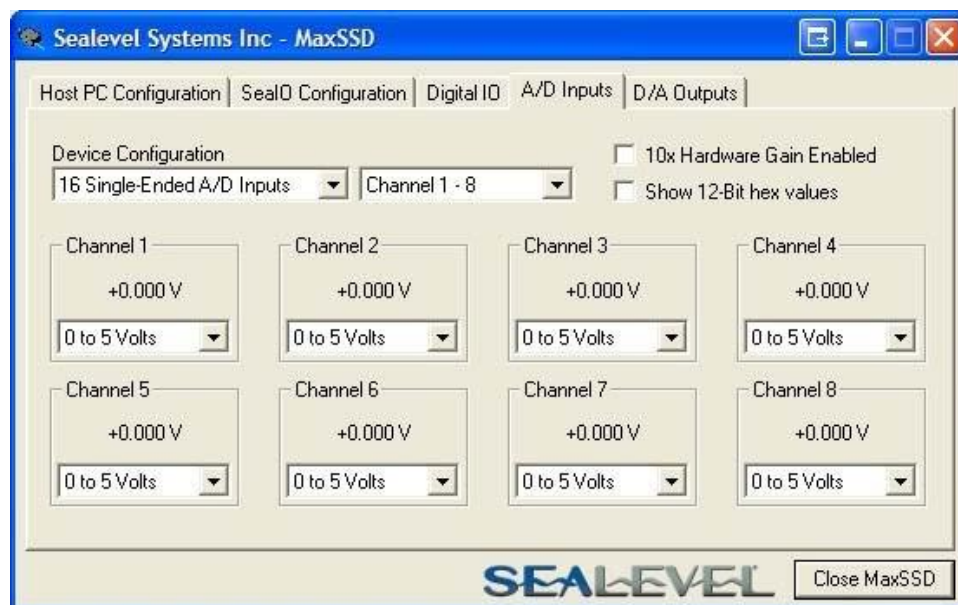 Sealevel Systems Inc - MaxSSD
Host PC Configuration SeaIO Configuration Digital IO A/D Inputs D/A Outputs
Device Configuration
16 Single-Ended A/D Inputs Channel 1 - 8
10x Hardware Gain Enabled
Show 12-Bit hex values
Channel 1 Channel 2 Channel 3 Channel 4
+0.000 V +0.000 V +0.000 V +0.000 V
0 to 5 Volts 0 to 5 Volts 0 to 5 Volts 0 to 5 Volts
Channel 5 Channel 6 Channel 7 Channel 8
+0.000 V +0.000 V +0.000 V +0.000 V
0 to 5 Volts 0 to 5 Volts 0 to 5 Volts 0 to 5 Volts
SEALEVEL Close MaxSSD